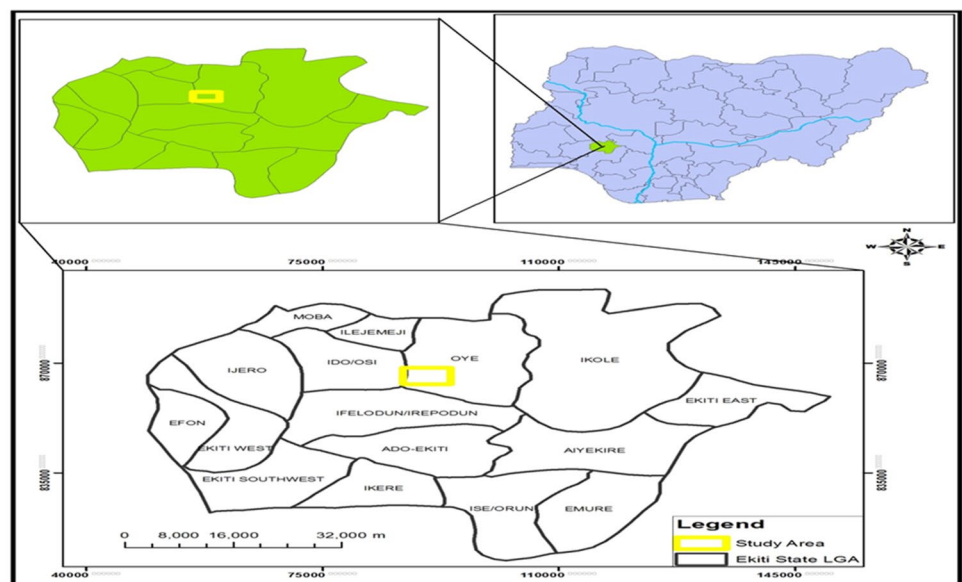 N
W E
S
40000 75000 110000 145000
870000
870000
835000
835000
MOBA
ILEJEMEJI
OYE
IKOLE
IJERO
IDO/OSI
EKITI EAST
EFON
IFELODUN/IREPODUN
EKITI WEST
ADO-EKITI
AIYEKIRE
EKITI SOUTHWEST
IKERE
ISE/ORUN
EMURE
0 8,000 16,000 32,000 m
Legend
Study Area
Ekiti State LGA
40000 75000 110000 145000